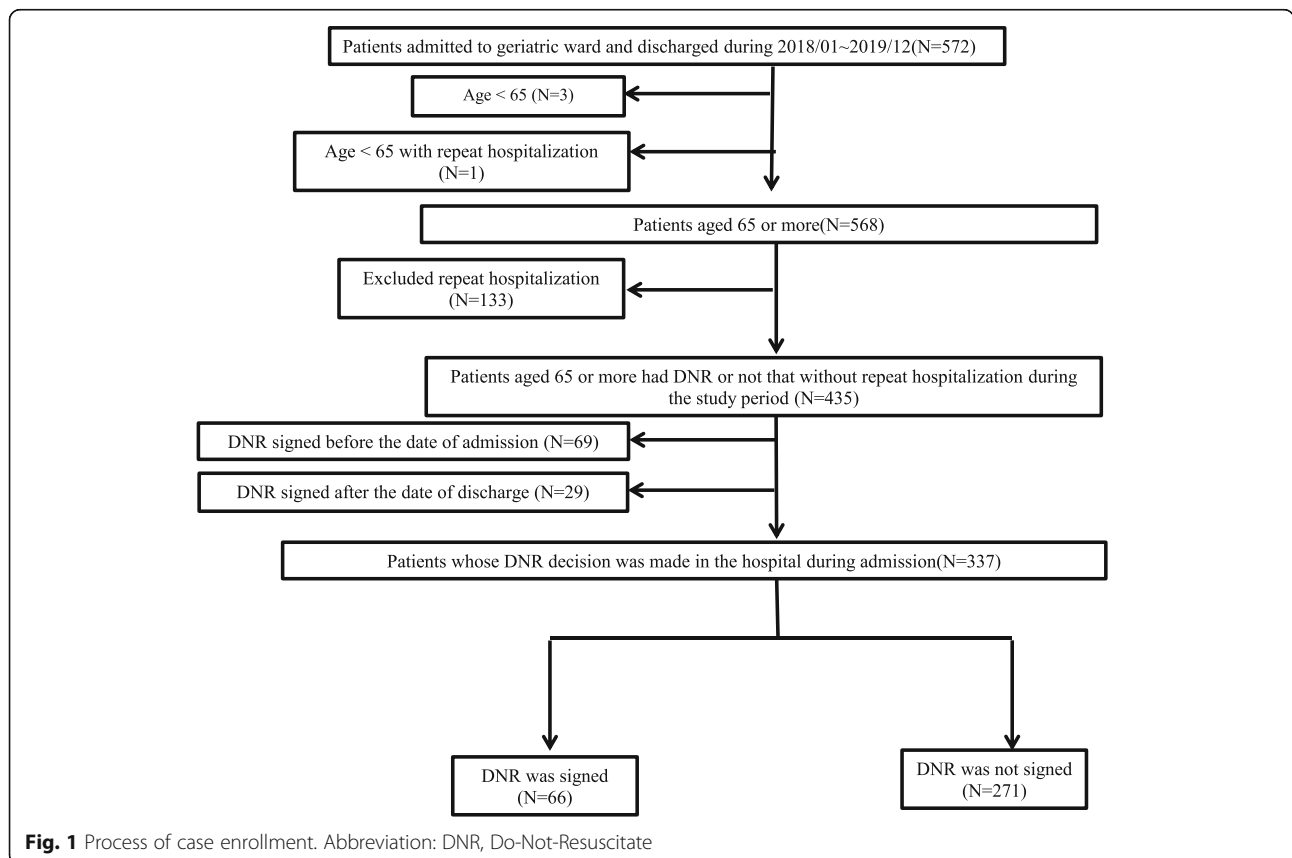 Patients admitted to geriatric ward and discharged during 2018/01~2019/12(N=572)
Age < 65 (N=3)
Age < 65 with repeat hospitalization
(N=1)
Patients aged 65 or more(N=568)
Excluded repeat hospitalization
(N=133)
Patients aged 65 or more had DNR or not that without repeat hospitalization during
the study period (N=435)
DNR signed before the date of admission (N=69)
DNR signed after the date of discharge (N=29)
Patients whose DNR decision was made in the hospital during admission(N=337)
DNR was signed
(N=66)
DNR was not signed
(N=271)
Fig. 1 Process of case enrollment. Abbreviation: DNR, Do-Not-Resuscitate